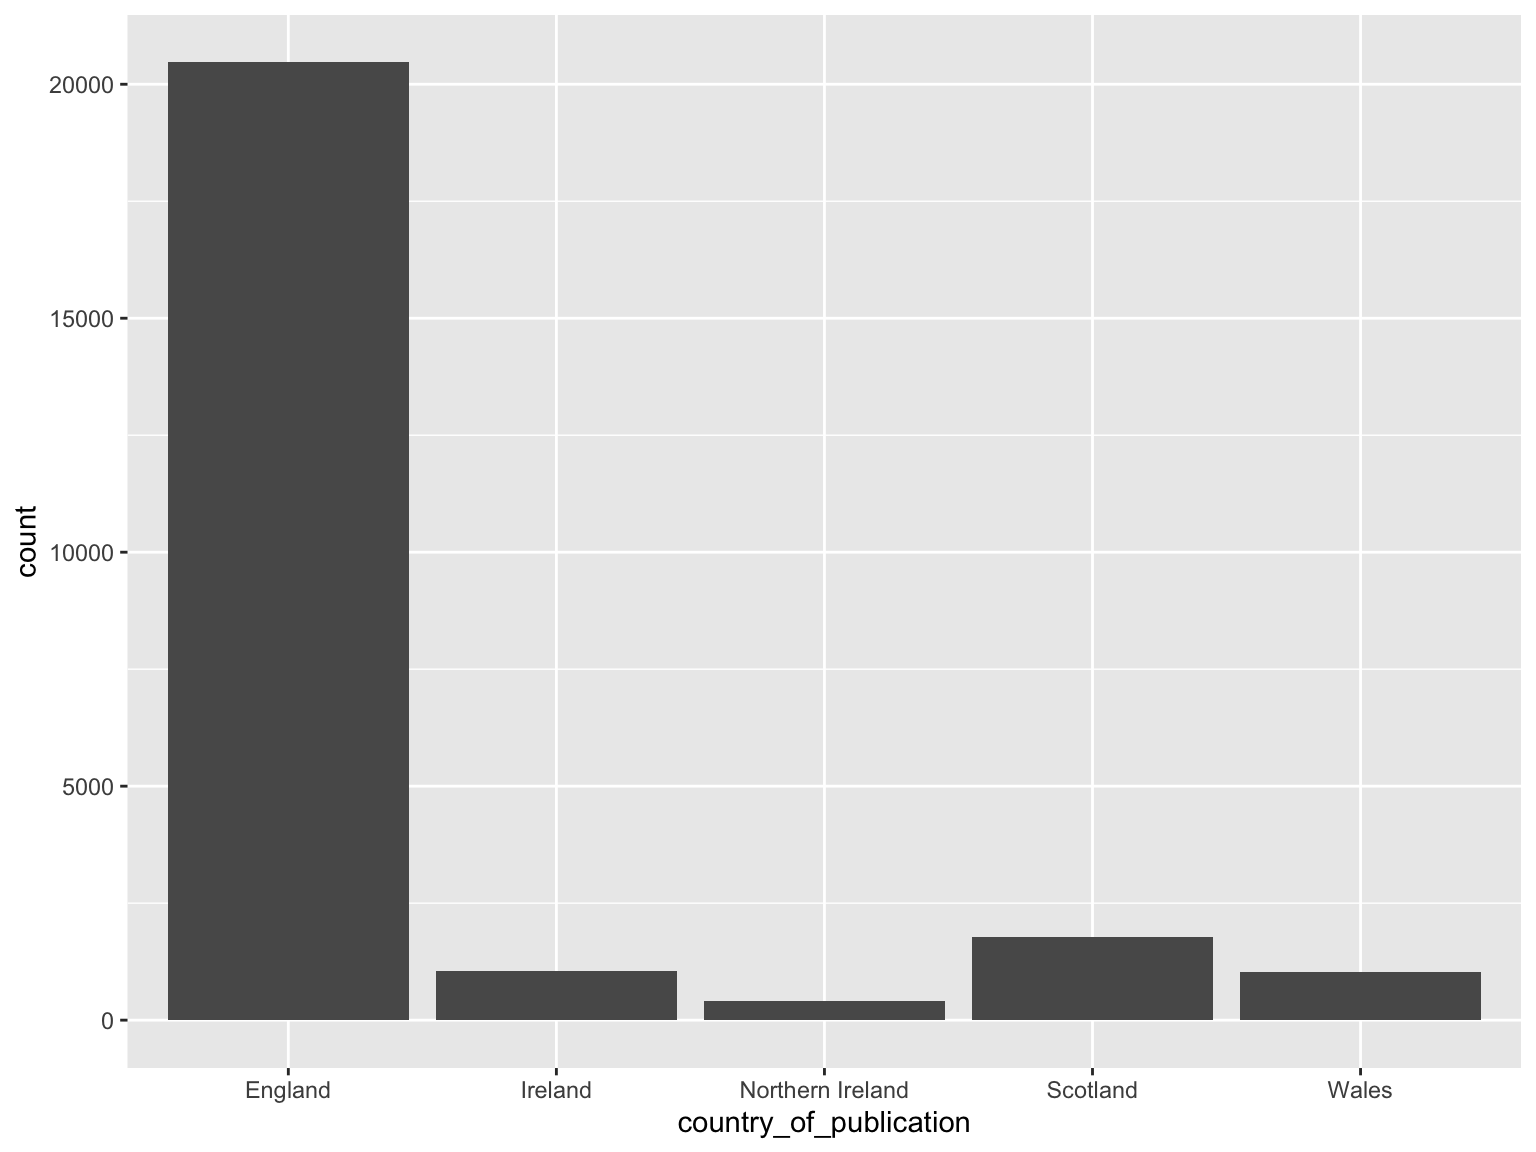 20000
15000
10000
5000
0
count
England Ireland Northern Ireland Scotland Wales
country_of_publication